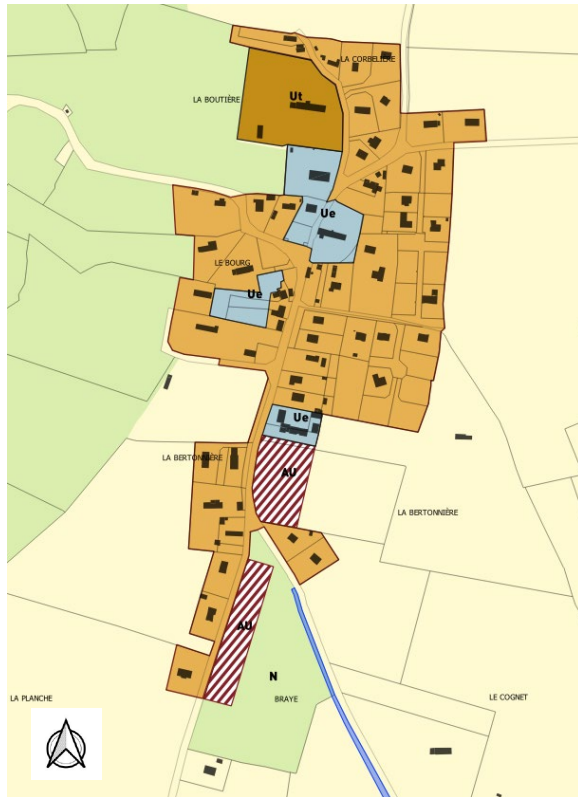 LA CORBELIÈRE
Ut
LA BOUTIÈRE
Ue
LE BOURG
Ue
Ue
LA BERTONNIÈRE
AU
LA BERTONNIÈRE
AU
N
LA PLANCHE
BRAYE
LE COGNET